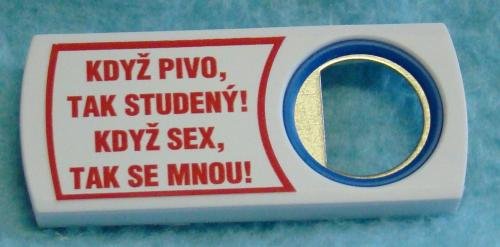 KDYŽ PIVO,
TAK STUDENÝ!
KDYŽ SEX,
TAK SE MNOU!